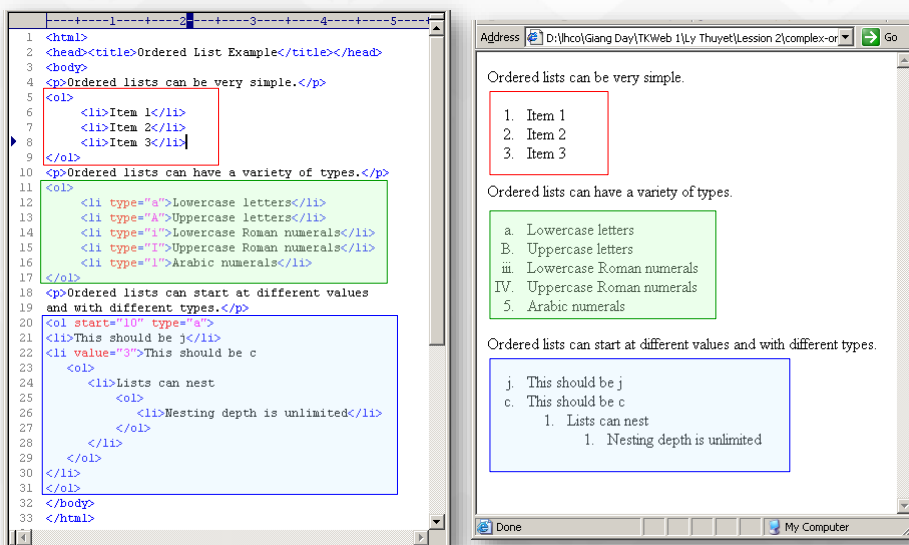 ----+----1----+----2----+----3----+----4----+----5----+
1 <html>
2 <head><title>Ordered List Example</title></head>
3 <body>
4 <p>Ordered lists can be very simple.</p>
5 <ol>
6 <li>Item 1</li>
7 <li>Item 2</li>
8 <li>Item 3</li>
9 </ol>
10 <p>Ordered lists can have a variety of types.</p>
11 <ol>
12 <li type="a">Lowercase letters</li>
13 <li type="A">Uppercase letters</li>
14 <li type="i">Lowercase Roman numerals</li>
15 <li type="I">Uppercase Roman numerals</li>
16 <li type="1">Arabic numerals</li>
17 </ol>
18 <p>Ordered lists can start at different values
19 and with different types.</p>
20 <ol start="10" type="a">
21 <li>This should be j</li>
22 <li value="3">This should be c
23 <ol>
24 <li>Lists can nest
25 <ol>
26 <li>Nesting depth is unlimited</li>
27 </ol>
28 </li>
29 </ol>
30 </li>
31 </ol>
32 </body>
33 </html>
Address D:\lhco\Giang Day\TKWeb 1\Ly Thuyet\Lession 2\complex-or Go
Ordered lists can be very simple.
1. Item 1
2. Item 2
3. Item 3
Ordered lists can have a variety of types.
a. Lowercase letters
B. Uppercase letters
iii. Lowercase Roman numerals
IV. Uppercase Roman numerals
5. Arabic numerals
Ordered lists can start at different values and with different types.
j. This should be j
c. This should be c
1. Lists can nest
1. Nesting depth is unlimited
Done My Computer